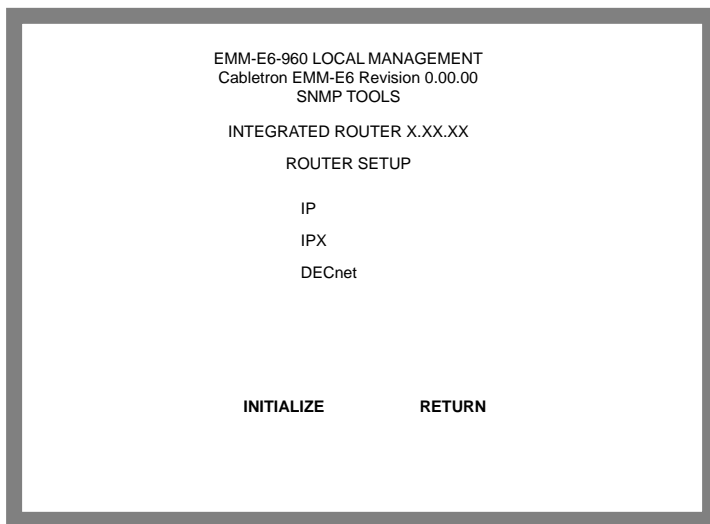 EMM-E6-960 LOCAL MANAGEMENT
Cabletron EMM-E6 Revision 0.00.00
SNMP TOOLS
INTEGRATED ROUTER X.XX.XX
ROUTER SETUP
IP
IPX
DECnet
INITIALIZE RETURN